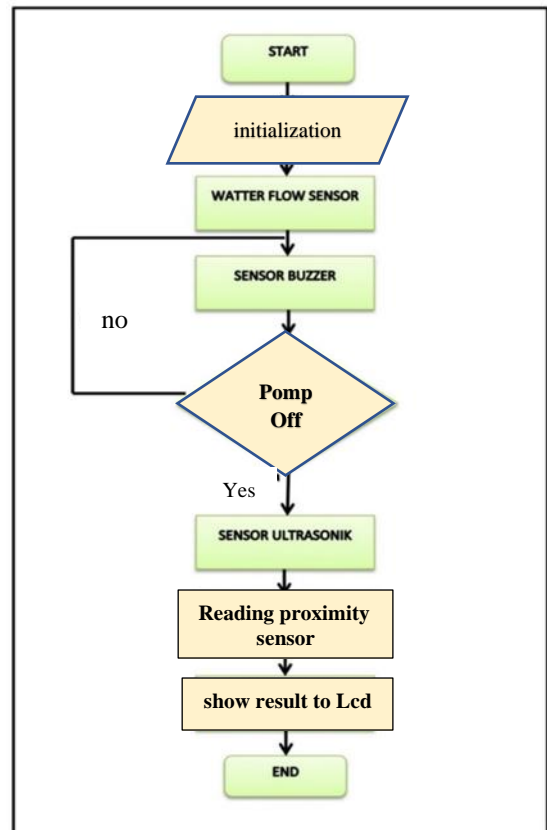 START
initialization
WATTER FLOW SENSOR
SENSOR BUZZER
no
Pomp
Off
Yes
SENSOR ULTRASONIK
Reading proximity
sensor
show result to Lcd
END